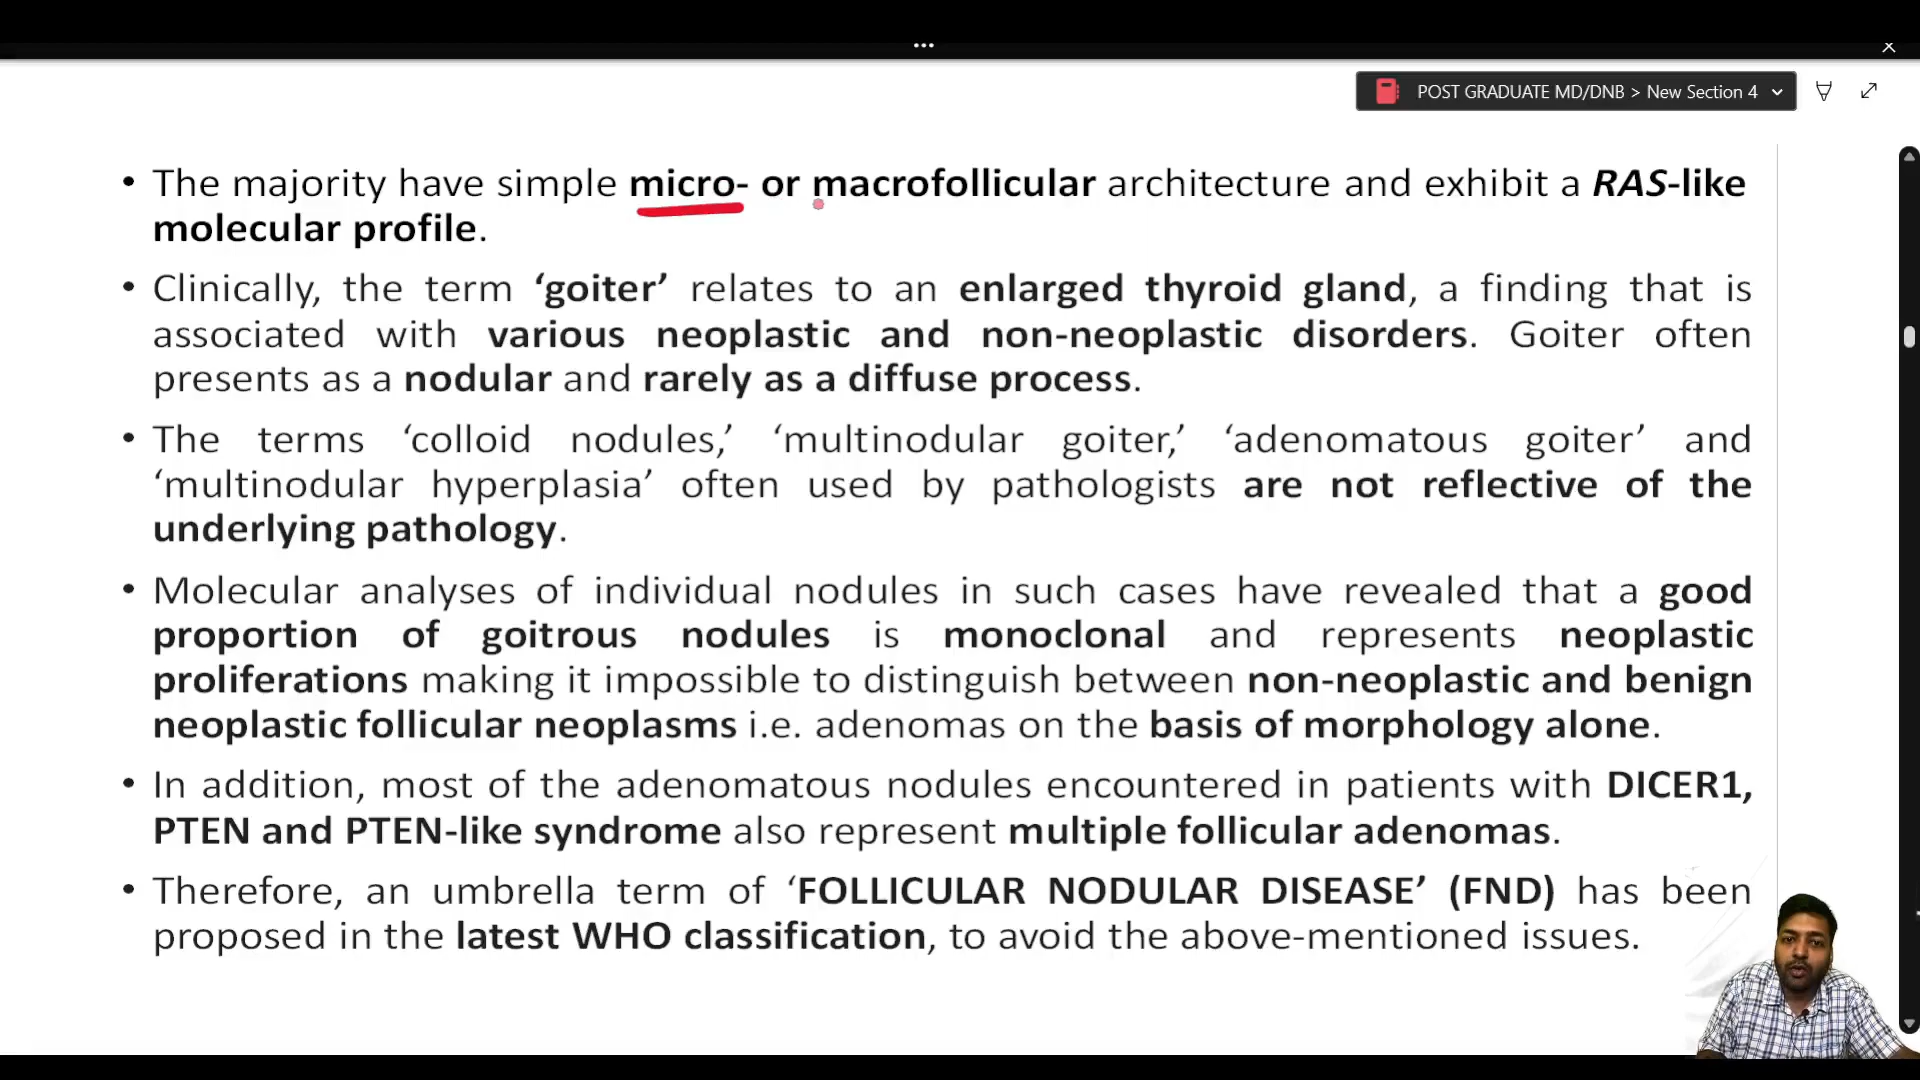 POST GRADUATE MD/DNB > New Section 4
• The majority have simple micro- or macrofollicular architecture and exhibit a RAS-like
molecular profile.
• Clinically, the term ‘goiter’ relates to an enlarged thyroid gland, a finding that is
associated with various neoplastic and non-neoplastic disorders. Goiter often
presents as a nodular and rarely as a diffuse process.
• The terms ‘colloid nodules,’ ‘multinodular goiter,’ ‘adenomatous goiter’ and
‘multinodular hyperplasia’ often used by pathologists are not reflective of the
underlying pathology.
• Molecular analyses of individual nodules in such cases have revealed that a good
proportion of goitrous nodules is monoclonal and represents neoplastic
proliferations making it impossible to distinguish between non-neoplastic and benign
neoplastic follicular neoplasms i.e. adenomas on the basis of morphology alone.
• In addition, most of the adenomatous nodules encountered in patients with DICER1,
PTEN and PTEN-like syndrome also represent multiple follicular adenomas.
• Therefore, an umbrella term of ‘FOLLICULAR NODULAR DISEASE’ (FND) has been
proposed in the latest WHO classification, to avoid the above-mentioned issues.